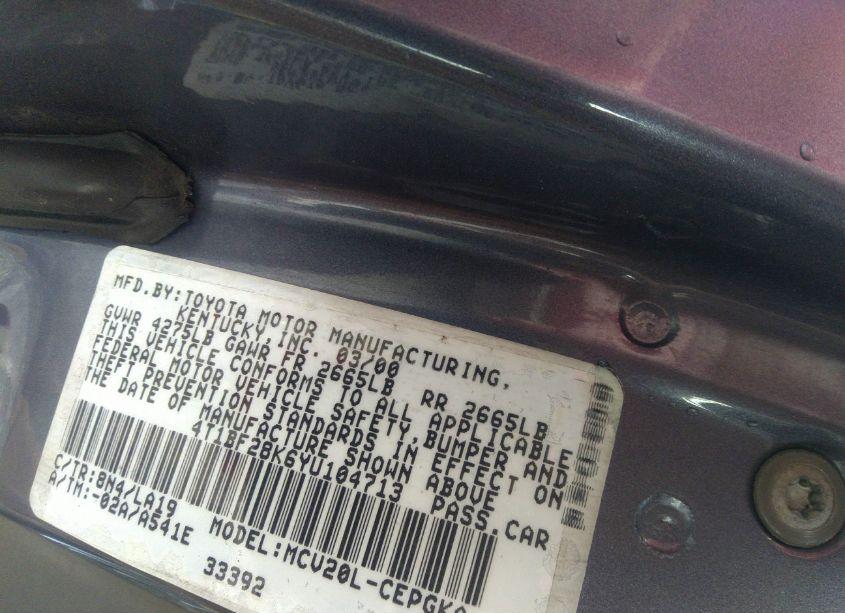 MFD.BY:TOYOTA MOTOR MANUFACTURING,
KENTUCKY,INC. 03/00
GVWR 4275LB GAWR FR 2665LB RR 2665LB
THIS VEHICLE CONFORMS TO ALL APPLICABLE
FEDERAL MOTOR VEHICLE SAFETY,BUMPER AND
THEFT PREVENTION STANDARDS IN EFFECT ON
THE DATE OF MANUFACTURE SHOWN ABOVE
4T1BF28K6YU104713 PASS.CAR
C/TR:8N4/LA19
A/TM:-02A/A541E
MODEL:MCV20L-CEPGKA
33392